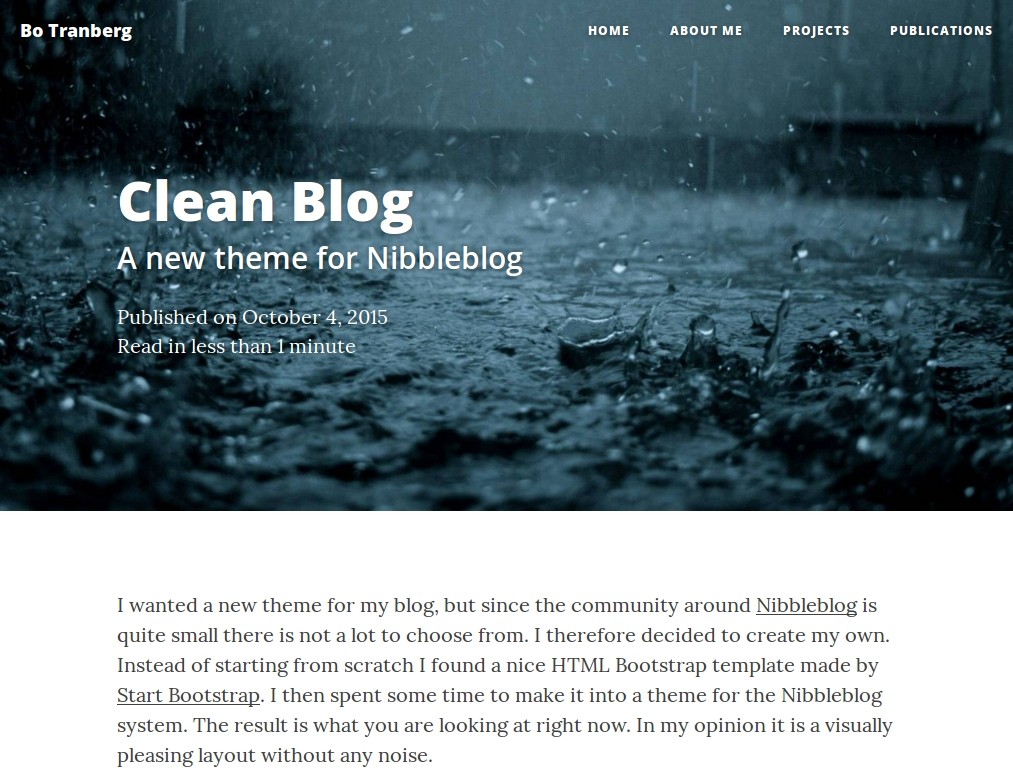 Bo Tranberg
HOME ABOUT ME PROJECTS PUBLICATIONS
Clean Blog
A new theme for Nibbleblog
Published on October 4, 2015
Read in less than 1 minute
I wanted a new theme for my blog, but since the community around Nibbleblog is
quite small there is not a lot to choose from. I therefore decided to create my own.
Instead of starting from scratch I found a nice HTML Bootstrap template made by
Start Bootstrap. I then spent some time to make it into a theme for the Nibbleblog
system. The result is what you are looking at right now. In my opinion it is a visually
pleasing layout without any noise.